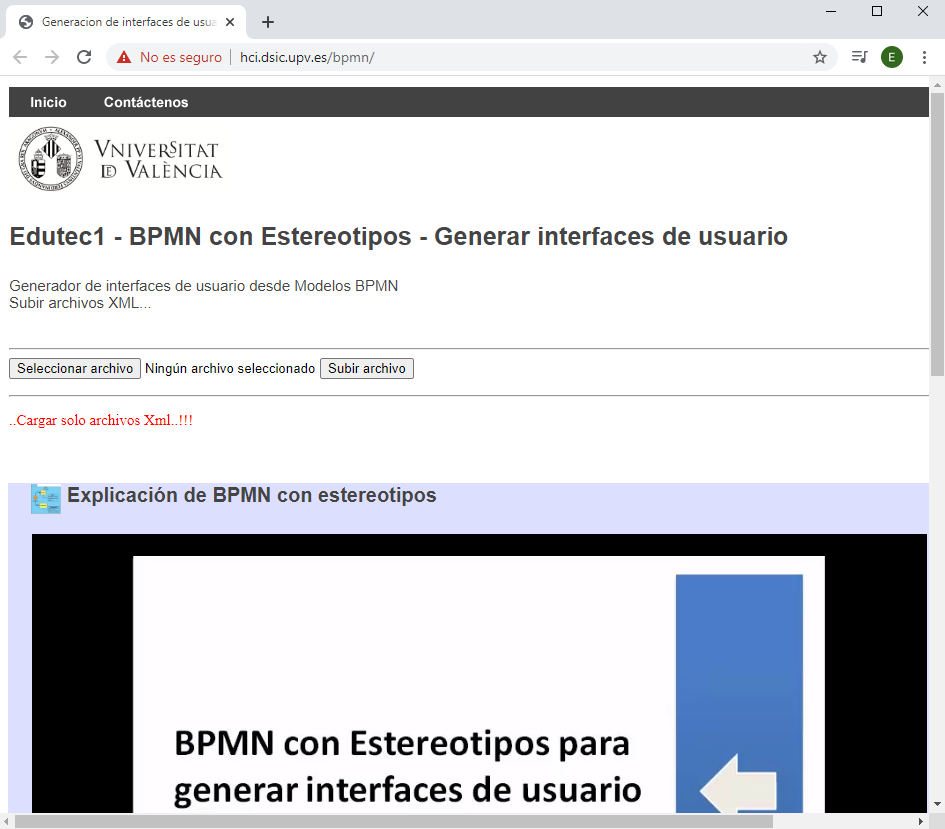 Generacion de interfaces de usua
No es seguro
hci.dsic.upv.es/bpmn/
E
Inicio Contáctenos
VNIVERSITAT
DE VALÈNCIA
Edutec1 - BPMN con Estereotipos - Generar interfaces de usuario
Generador de interfaces de usuario desde Modelos BPMN
Subir archivos XML...
Seleccionar archivo Ningún archivo seleccionado Subir archivo
..Cargar solo archivos Xml..!!!
Explicación de BPMN con estereotipos
BPMN con Estereotipos para
generar interfaces de usuario